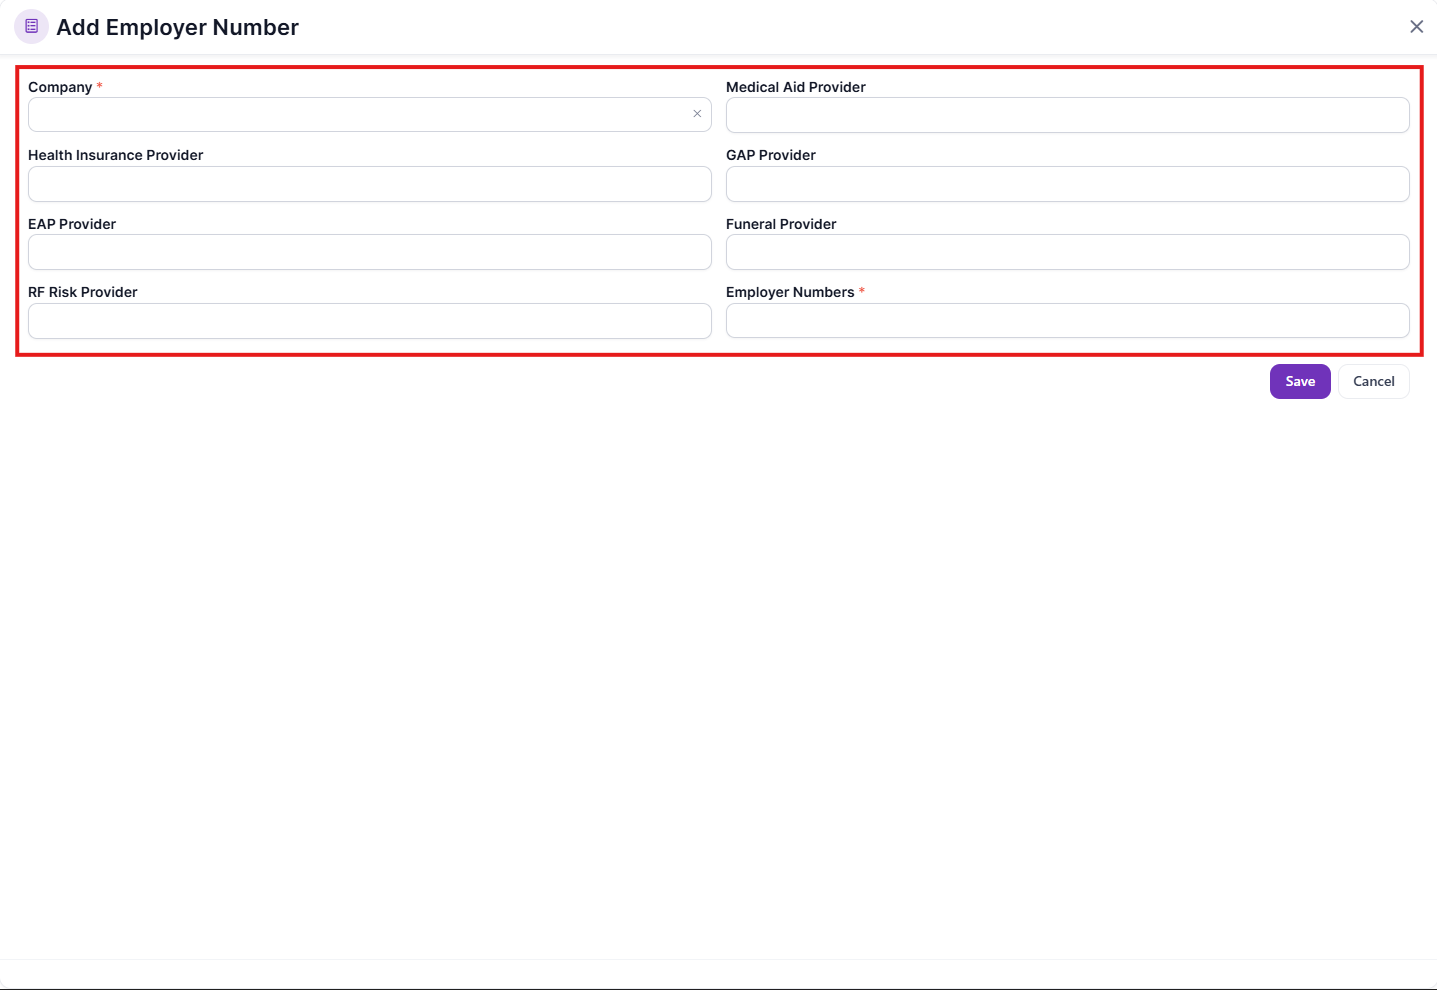 Add Employer Number
Company *
Medical Aid Provider
Health Insurance Provider
GAP Provider
EAP Provider
Funeral Provider
RF Risk Provider
Employer Numbers *
Save
Cancel